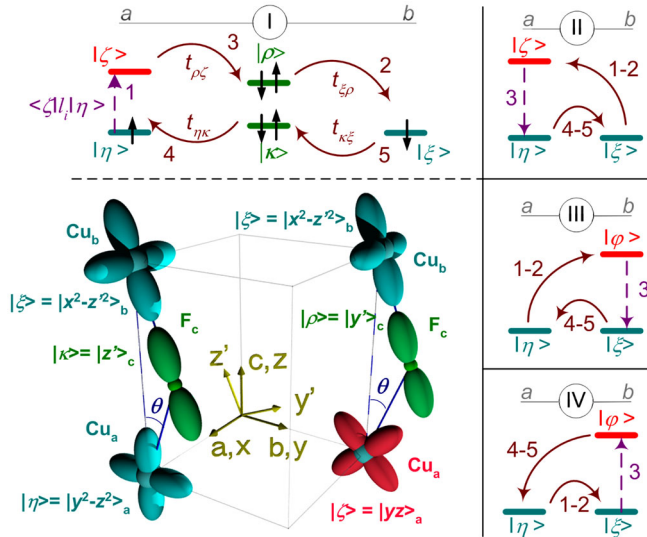 a I b
|ζ> 3 |ρ> 2
t_ρζ t_ξρ
<ζ|l_i|η> 1
t_ηκ t_κξ
|η> 4 |κ> 5 |ξ>
II
a b
|ζ> 1-2
3
4-5
|η> |ξ>
III
a b
|φ>
1-2
3
4-5
|η> |ξ>
IV
a b
|φ>
4-5
3
1-2
|η> |ξ>
Cu_b
|ξ> = |x²-z'²>_b
Cu_b
|ξ> = |x²-z'²>_b
F_c
|ρ> = |y'>_c
F_c
|κ> = |z'>_c
z' c, z
y'
θ
θ
Cu_a
a, x b, y
Cu_a
|η> = |y²-z²>_a
|ζ> = |yz>_a